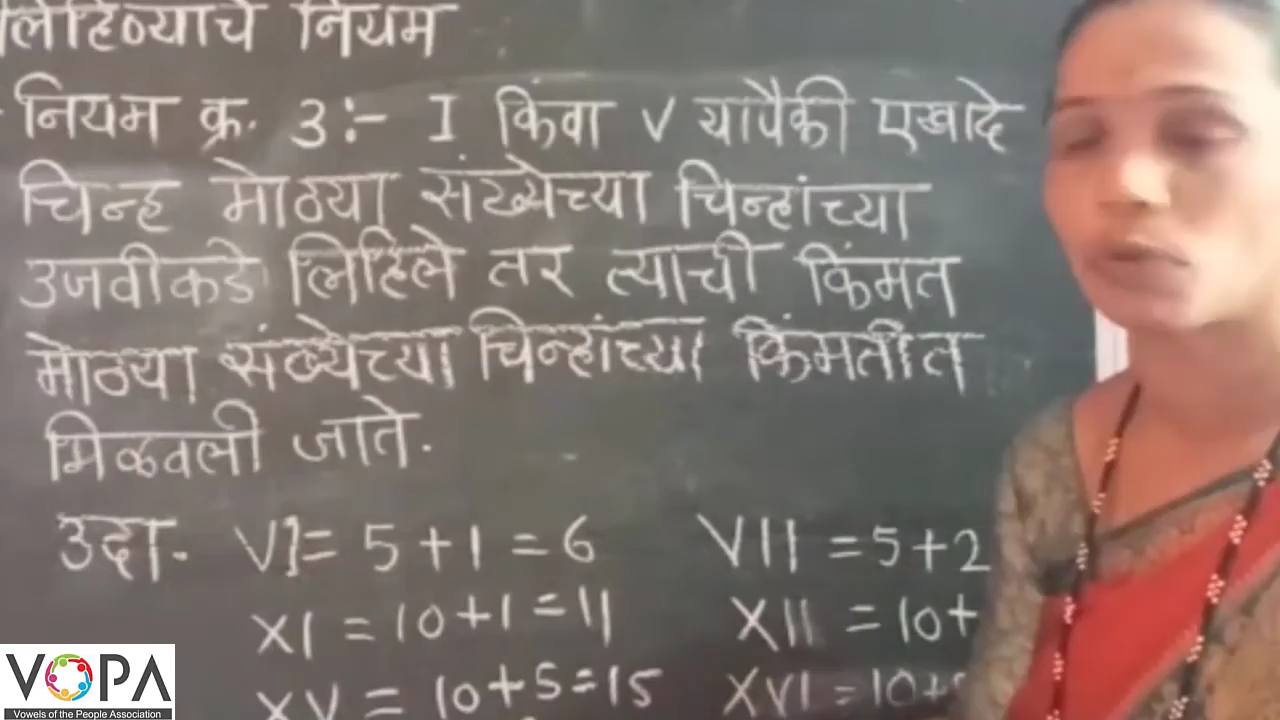 लिहिण्याचे नियम
नियम क्र. 3:- I किंवा V यापैकी एखादे
चिन्ह मोठ्या संख्येच्या चिन्हांच्या
उजवीकडे लिहिले तर त्याची किंमत
मोठ्या संख्येच्या चिन्हांच्या किंमतीत
मिळवली जाते.
उदा. VI = 5 + 1 = 6 VII = 5 + 2
XI = 10 + 1 = 11 XII = 10 +
XV = 10 + 5 = 15 XVI = 10 +
VOPA
Vowels of the People Association